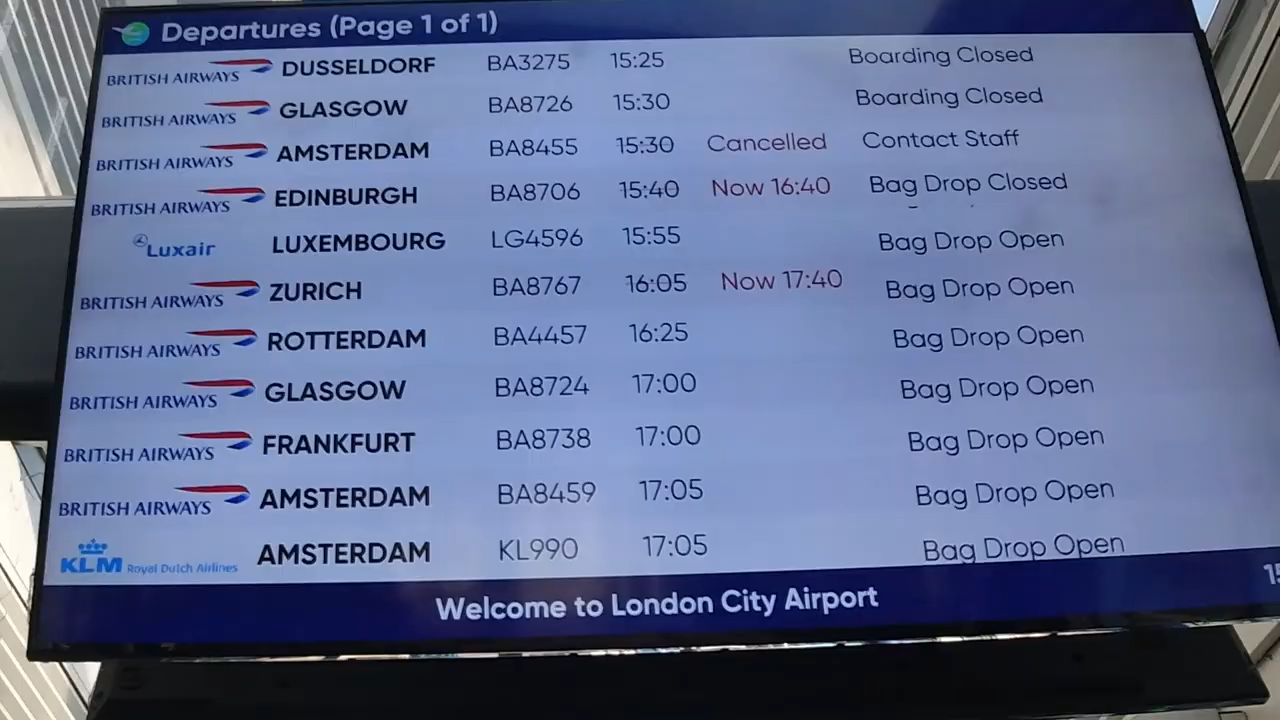 Departures (Page 1 of 1)
BRITISH AIRWAYS DUSSELDORF BA3275 15:25 Boarding Closed
BRITISH AIRWAYS GLASGOW BA8726 15:30 Boarding Closed
BRITISH AIRWAYS AMSTERDAM BA8455 15:30 Cancelled Contact Staff
BRITISH AIRWAYS EDINBURGH BA8706 15:40 Now 16:40 Bag Drop Closed
Luxair LUXEMBOURG LG4596 15:55 Bag Drop Open
BRITISH AIRWAYS ZURICH BA8767 16:05 Now 17:40 Bag Drop Open
BRITISH AIRWAYS ROTTERDAM BA4457 16:25 Bag Drop Open
BRITISH AIRWAYS GLASGOW BA8724 17:00 Bag Drop Open
BRITISH AIRWAYS FRANKFURT BA8738 17:00 Bag Drop Open
BRITISH AIRWAYS AMSTERDAM BA8459 17:05 Bag Drop Open
KLM Royal Dutch Airlines AMSTERDAM KL990 17:05 Bag Drop Open
Welcome to London City Airport